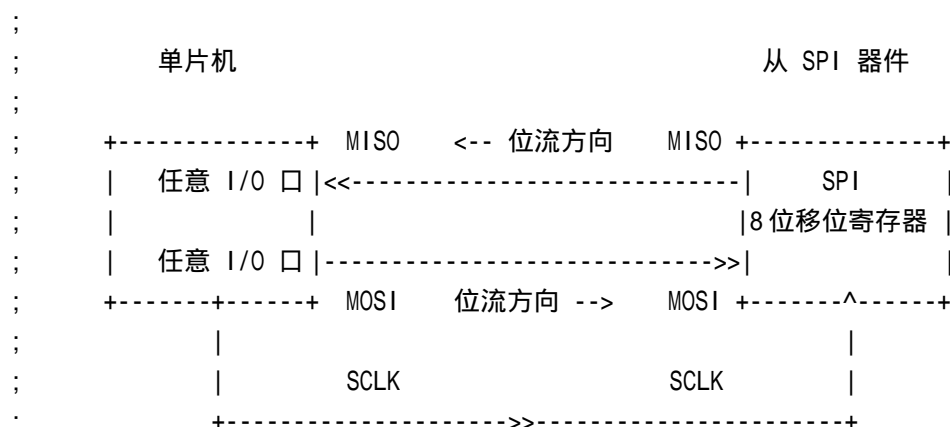 ;
;          单片机                                        从 SPI 器件
;
;      +--------------+  MISO    <-- 位流方向    MISO +--------------+
;      |   任意 I/O 口 |<<-----------------------------|     SPI      |
;      |              |                               |8 位移位寄存器 |
;      |   任意 I/O 口 |----------------------------->>|              |
;      +-------+------+  MOSI    位流方向 -->    MOSI +-------^------+
;              |                                              |
;              |         SCLK                    SCLK         |
;              +--------------------->>-----------------------+